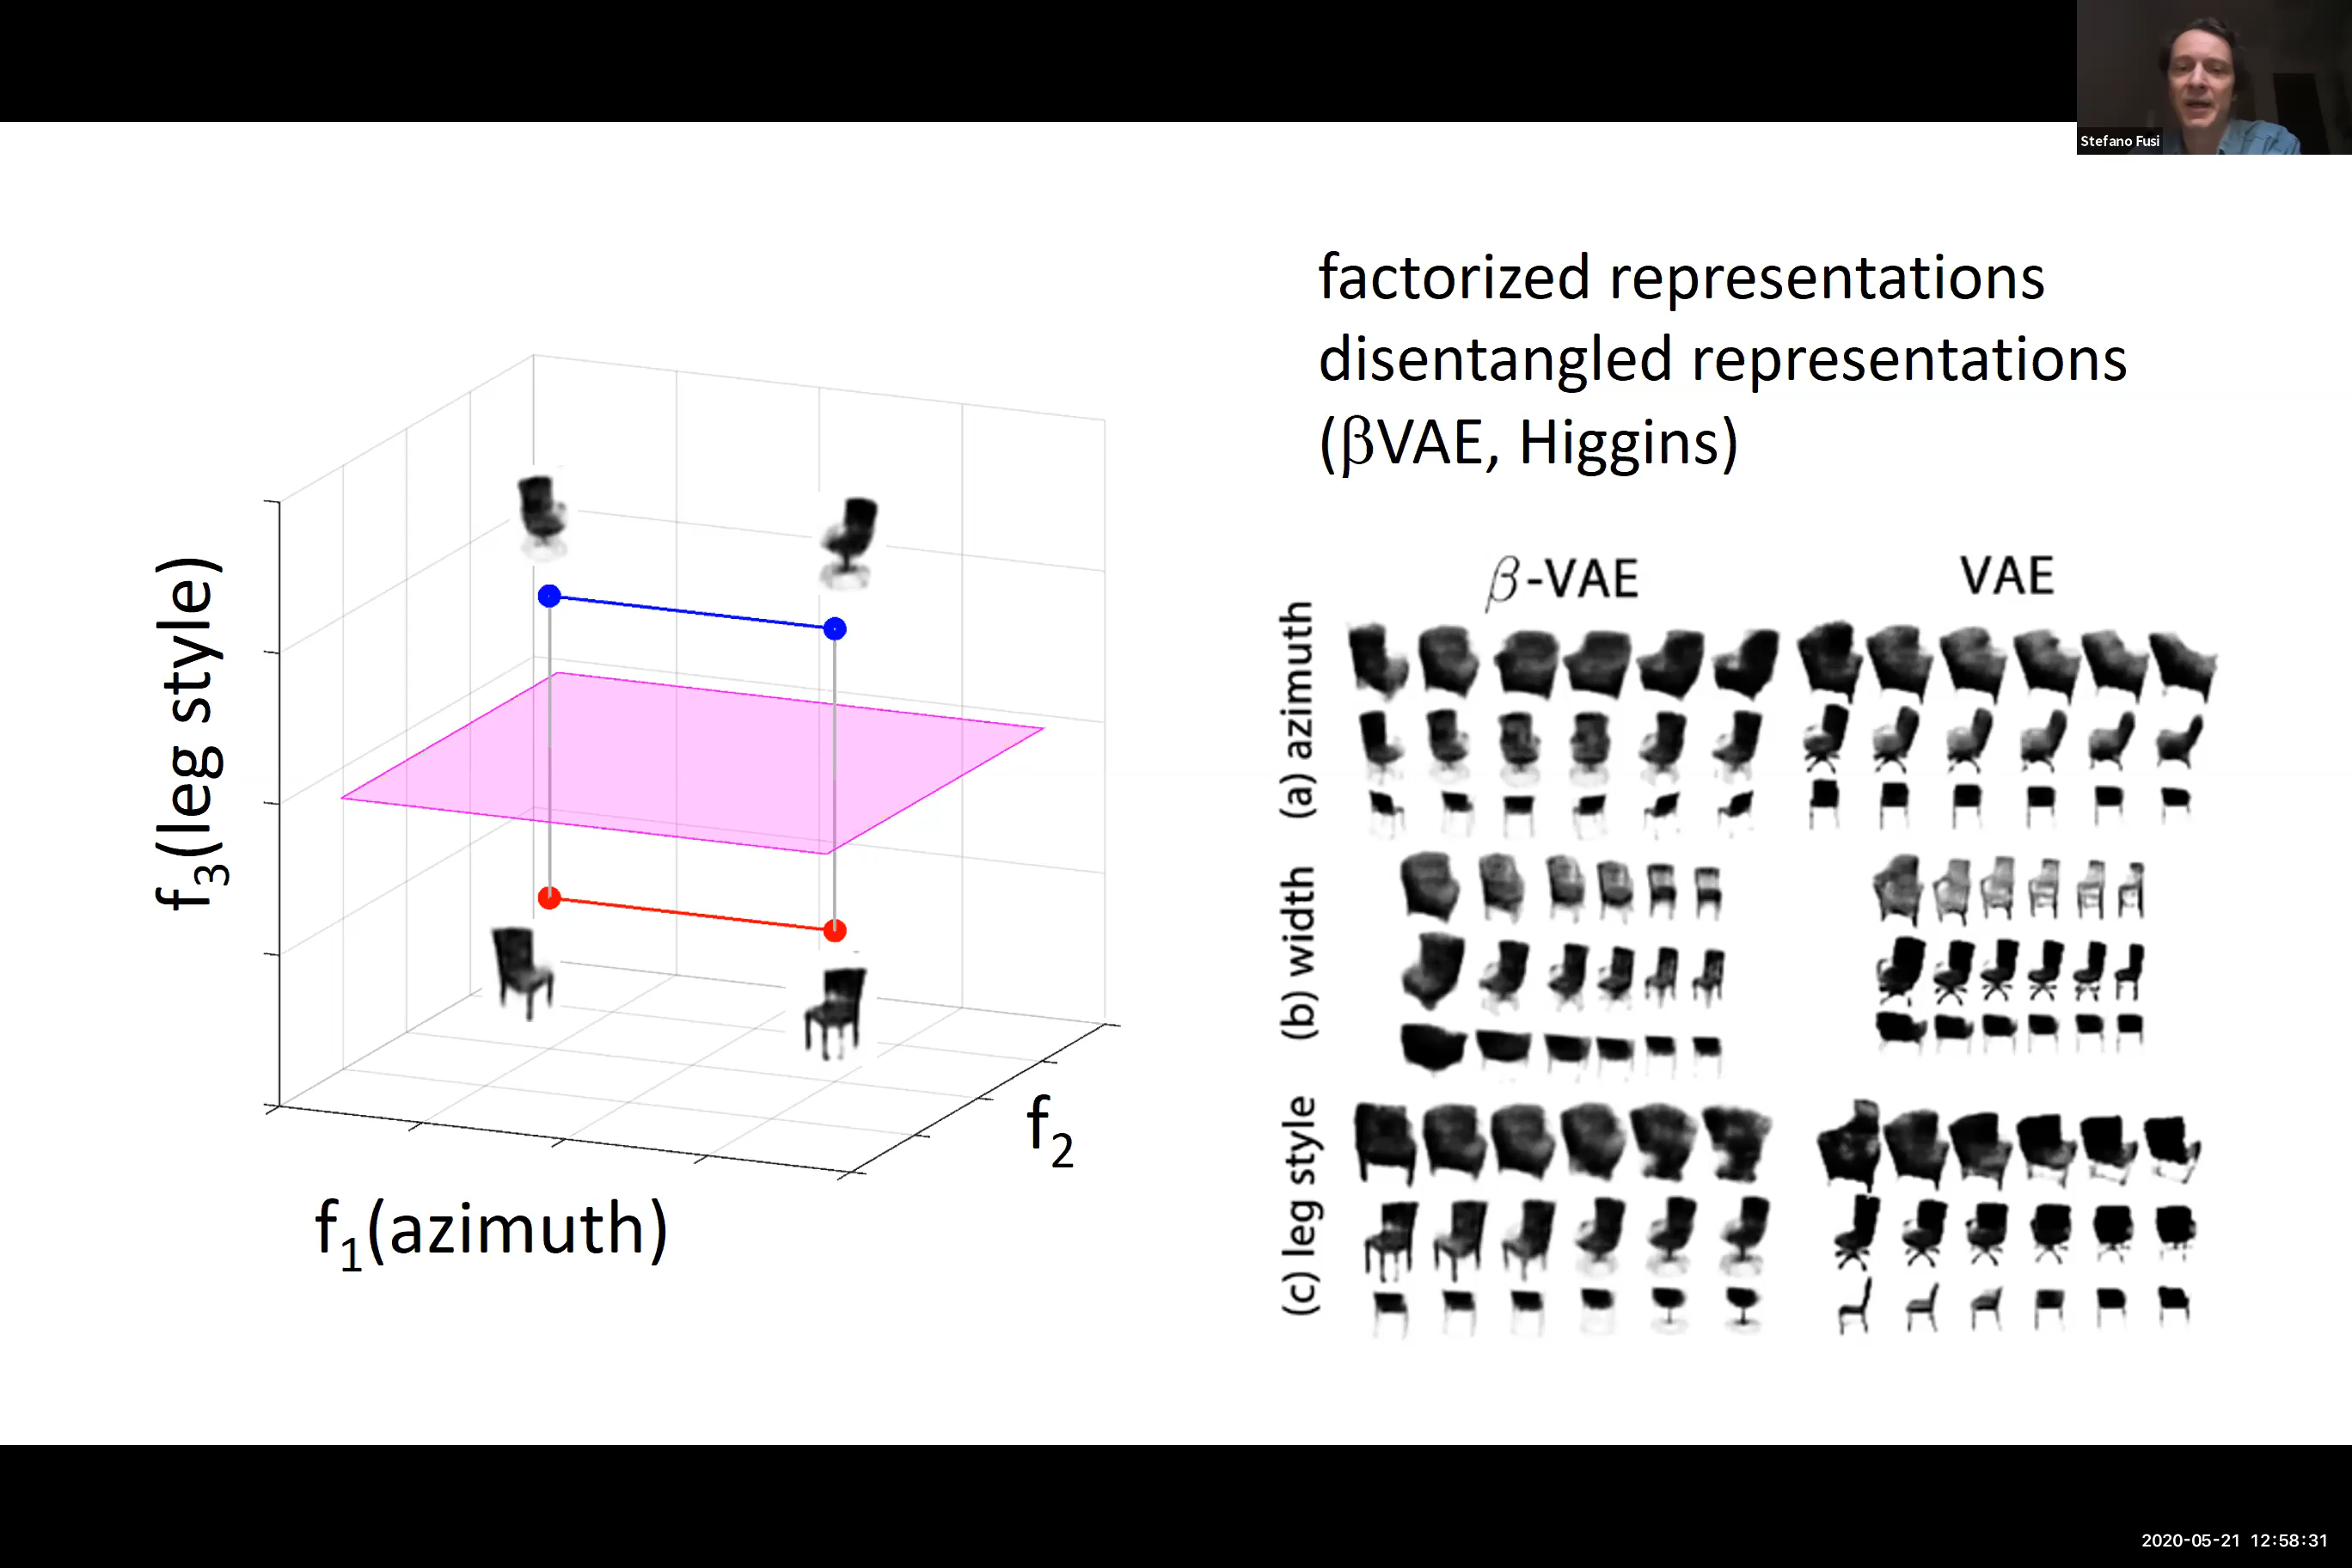 Stefano Fusi
factorized representations
disentangled representations
(βVAE, Higgins)
f3(leg style)
f2
f1(azimuth)
β-VAE
VAE
(a) azimuth
(b) width
(c) leg style
2020-05-21 12:58:31